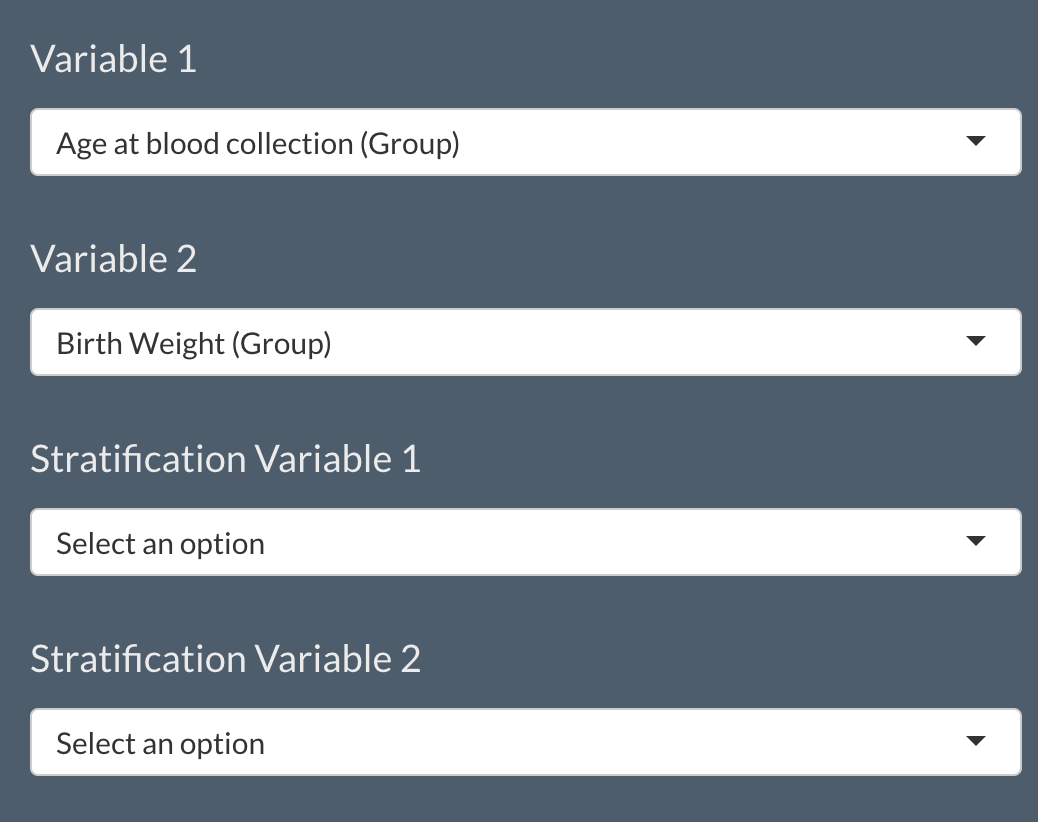 Variable 1
Age at blood collection (Group)
Variable 2
Birth Weight (Group)
Stratification Variable 1
Select an option
Stratification Variable 2
Select an option